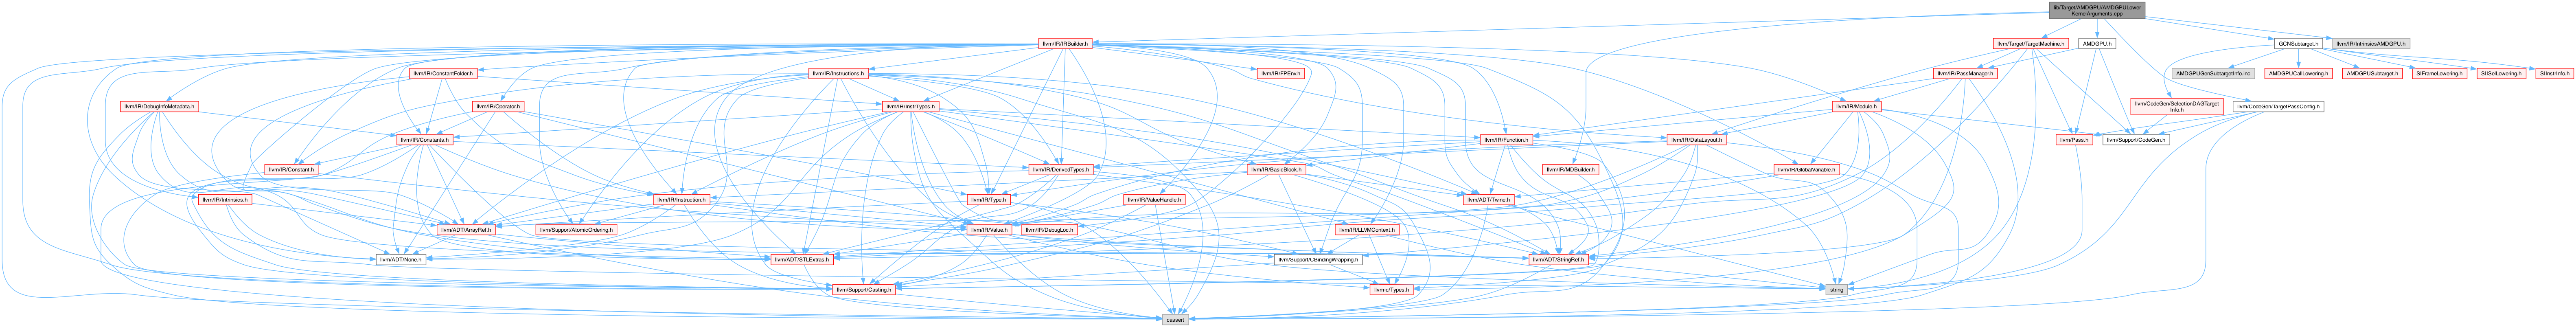 lib/Target/AMDGPU/AMDGPULower
KernelArguments.cpp
llvm/IR/IRBuilder.h
llvm/Target/TargetMachine.h
AMDGPU.h
GCNSubtarget.h
llvm/IR/IntrinsicsAMDGPU.h
llvm/IR/ConstantFolder.h
llvm/IR/Instructions.h
llvm/IR/FPEnv.h
llvm/IR/PassManager.h
AMDGPUGenSubtargetInfo.inc
AMDGPUCallLowering.h
AMDGPUSubtarget.h
SIFrameLowering.h
SIISelLowering.h
SIInstrInfo.h
llvm/IR/DebugInfoMetadata.h
llvm/IR/Operator.h
llvm/IR/InstrTypes.h
llvm/IR/Module.h
llvm/CodeGen/SelectionDAGTarget
Info.h
llvm/CodeGen/TargetPassConfig.h
llvm/IR/Constants.h
llvm/IR/Function.h
llvm/IR/DataLayout.h
llvm/Pass.h
llvm/Support/CodeGen.h
llvm/IR/Constant.h
llvm/IR/DerivedTypes.h
llvm/IR/BasicBlock.h
llvm/IR/MDBuilder.h
llvm/IR/GlobalVariable.h
llvm/IR/Intrinsics.h
llvm/IR/Instruction.h
llvm/IR/Type.h
llvm/IR/ValueHandle.h
llvm/ADT/Twine.h
llvm/ADT/ArrayRef.h
llvm/Support/AtomicOrdering.h
llvm/IR/Value.h
llvm/IR/DebugLoc.h
llvm/IR/LLVMContext.h
llvm/ADT/None.h
llvm/ADT/STLExtras.h
llvm/Support/CBindingWrapping.h
llvm/ADT/StringRef.h
llvm/Support/Casting.h
llvm-c/Types.h
string
cassert